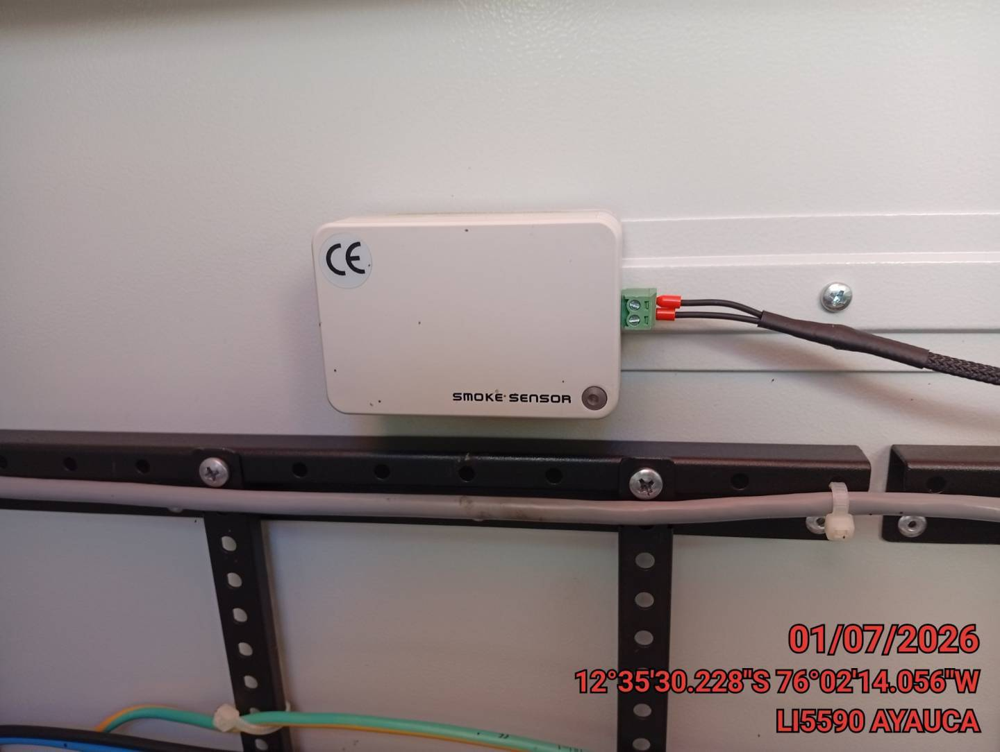 CE
SMOKE·SENSOR
01/07/2026
12°35'30.228"S 76°02'14.056"W
LI5590 AYAUCA